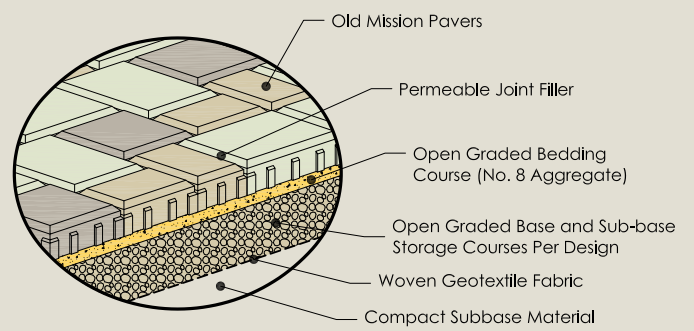 Old Mission Pavers
Permeable Joint Filler
Open Graded Bedding
Course (No. 8 Aggregate)
Open Graded Base and Sub-base
Storage Courses Per Design
Woven Geotextile Fabric
Compact Subbase Material